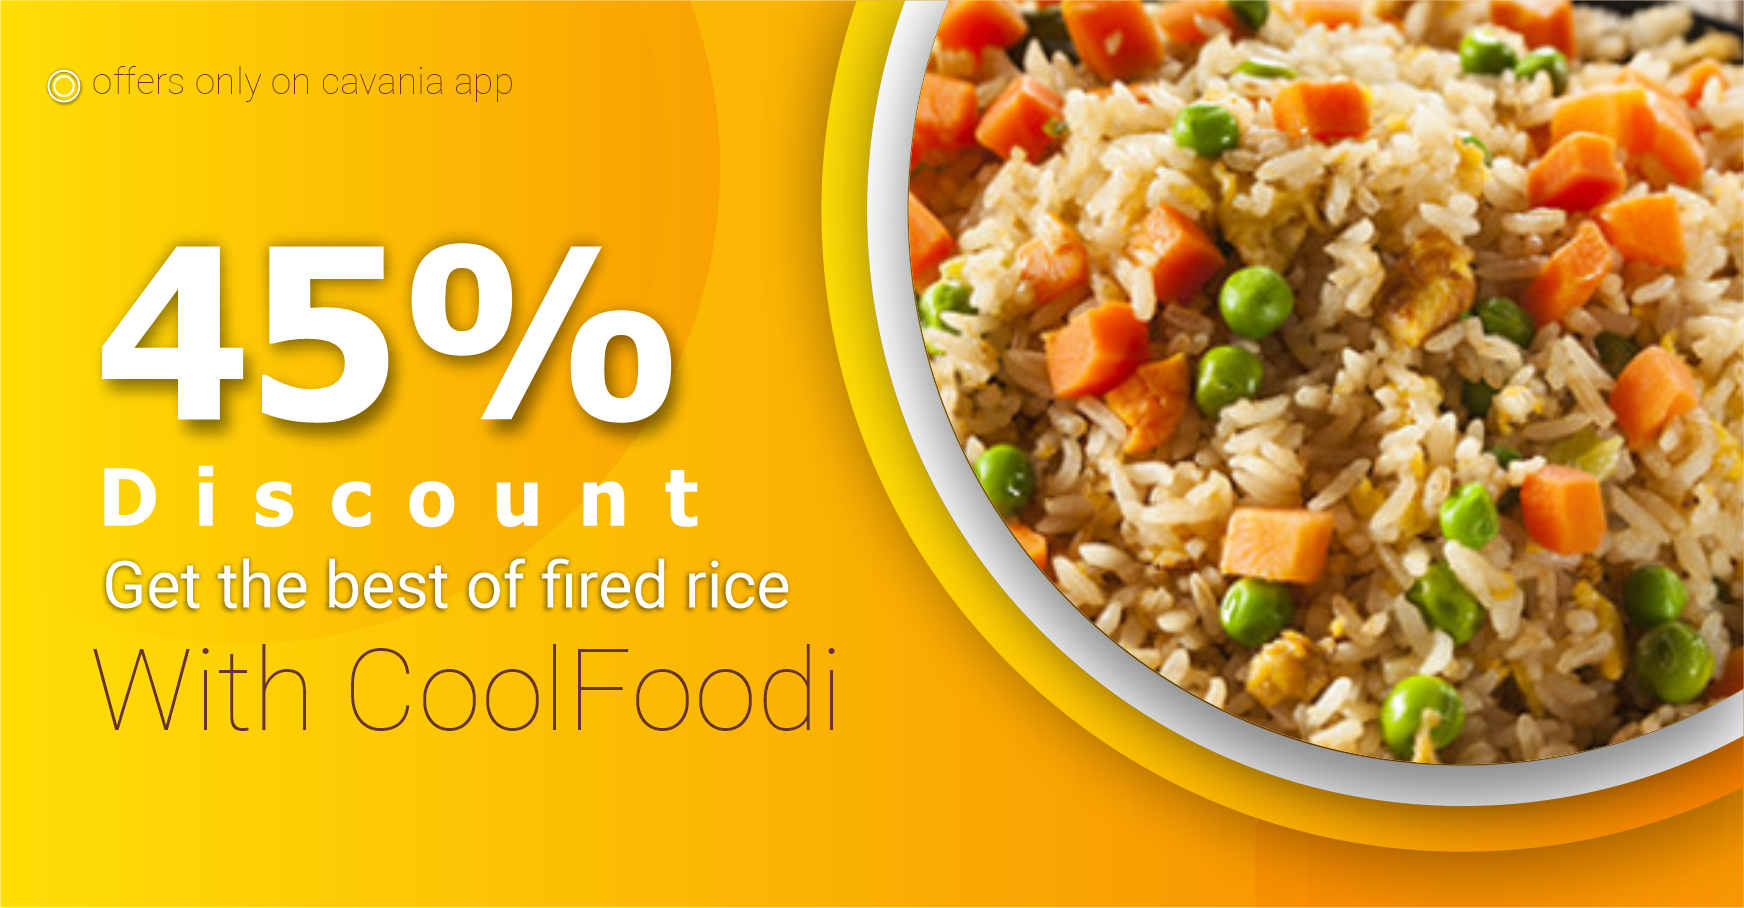 offers only on cavania app
45%
Discount
Get the best of fired rice
With CoolFoodi